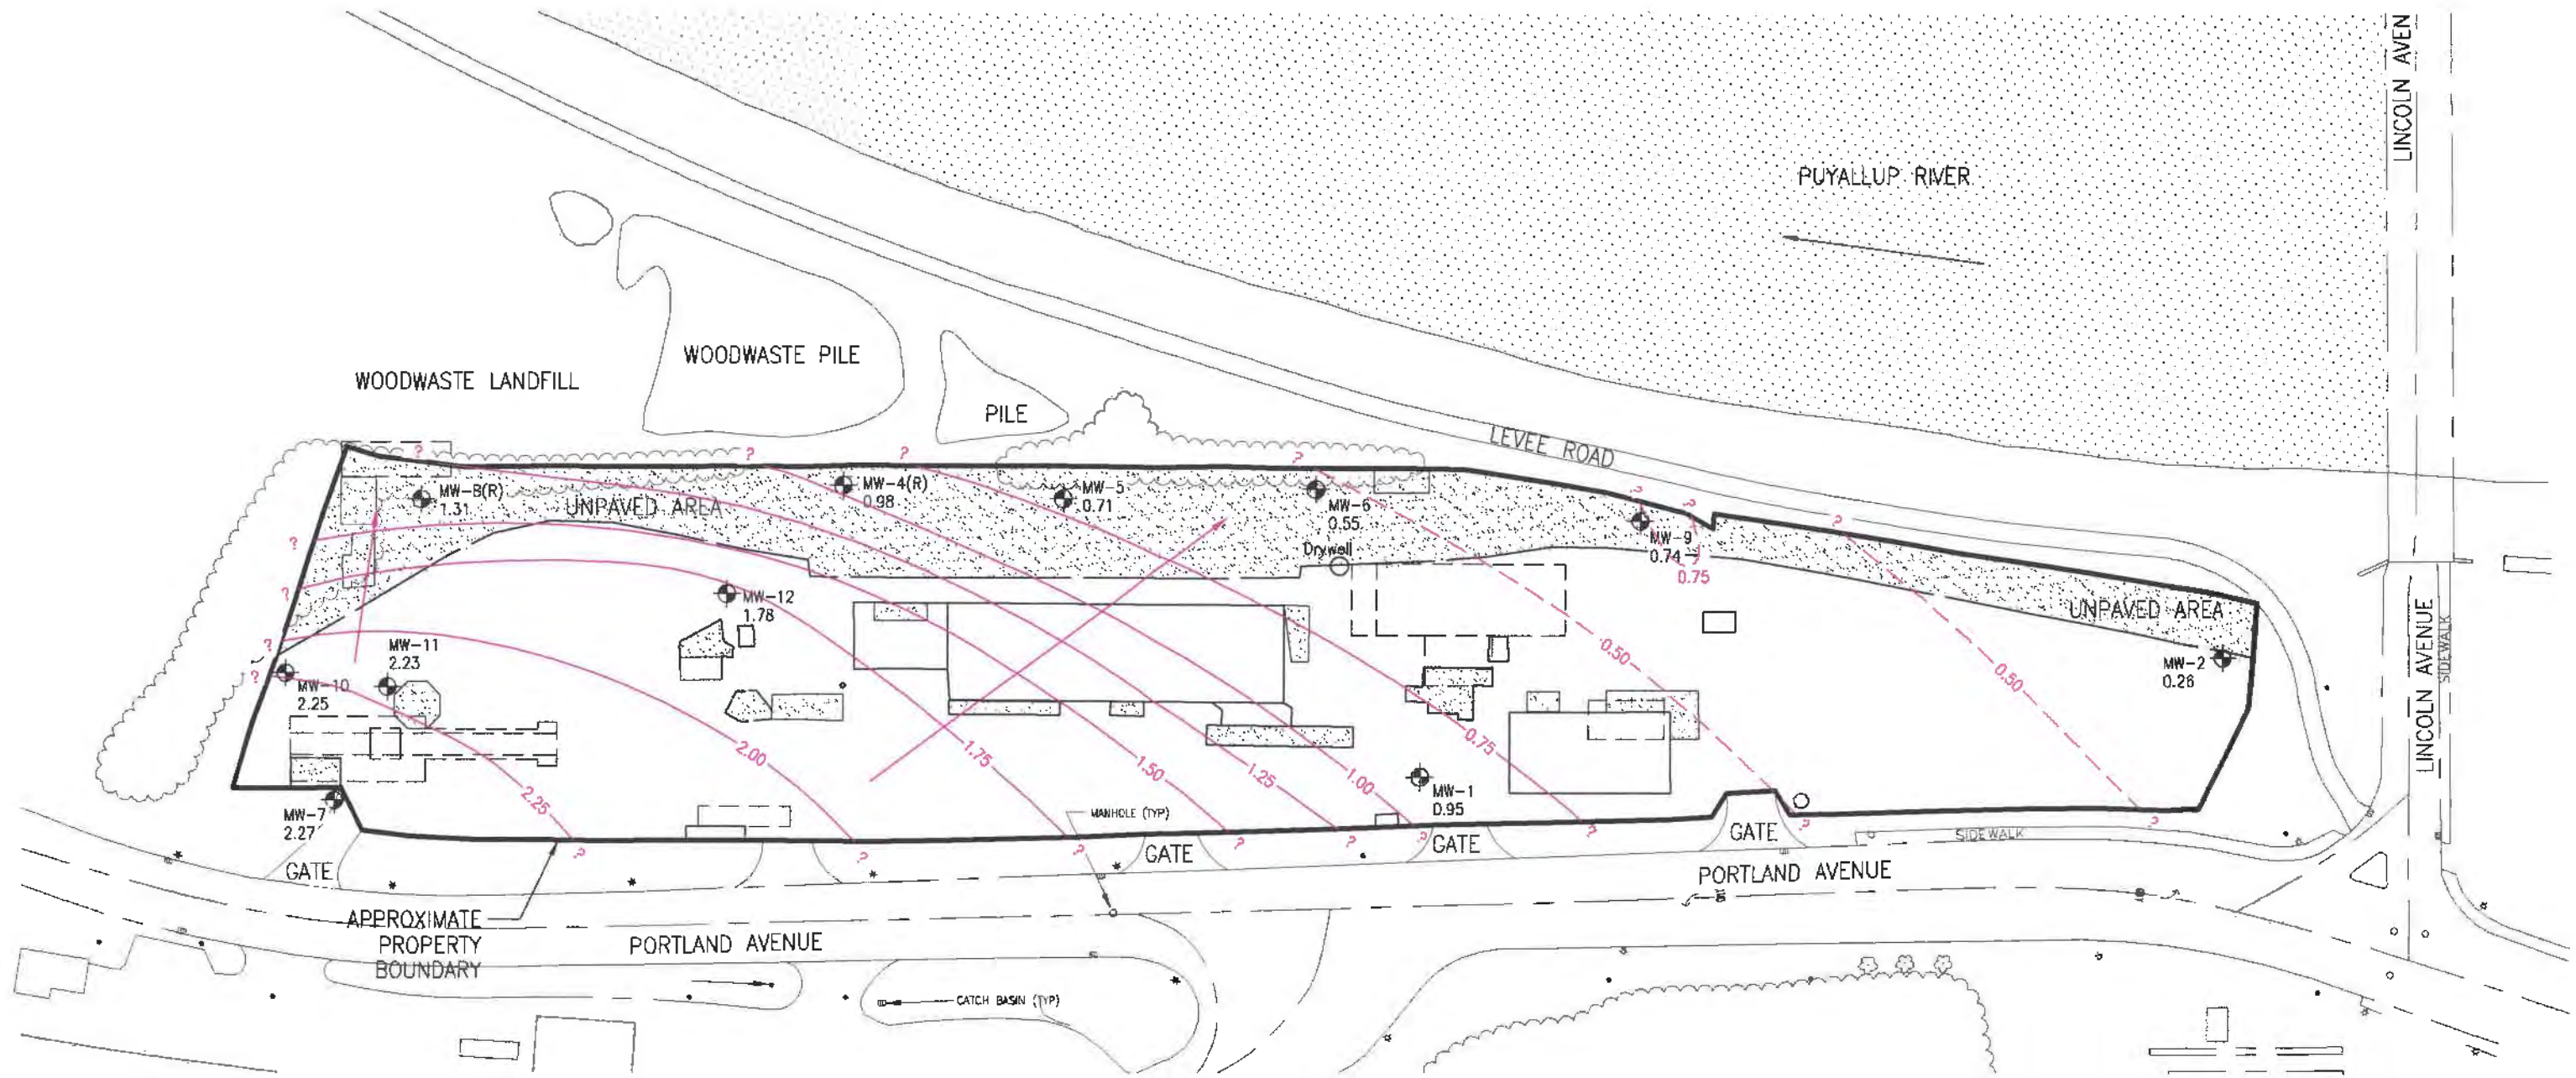 LINCOLN AVEN
PUYALLUP RIVER
WOODWASTE PILE
WOODWASTE LANDFILL
PILE
LEVEE ROAD
?
?
?
?
?
?
?
MW-8(R)
1.31
UNPAVED AREA
MW-4(R)
0.98
MW-5
0.71
MW-6
0.55
MW-9
0.74
0.75
Drywell
?
?
?
?
MW-12
1.78
UNPAVED AREA
MW-2
0.26
MW-11
2.23
MW-10
2.25
0.50
0.50
LINCOLN AVENUE
SIDEWALK
2.25
2.00
1.75
1.50
1.25
1.00
0.75
MW-1
0.95
MW-7
2.27
MANHOLE (TYP)
?
?
?
?
?
?
?
?
?
GATE
GATE
GATE
GATE
SIDEWALK
PORTLAND AVENUE
APPROXIMATE
PROPERTY
BOUNDARY
PORTLAND AVENUE
CATCH BASIN (TYP)